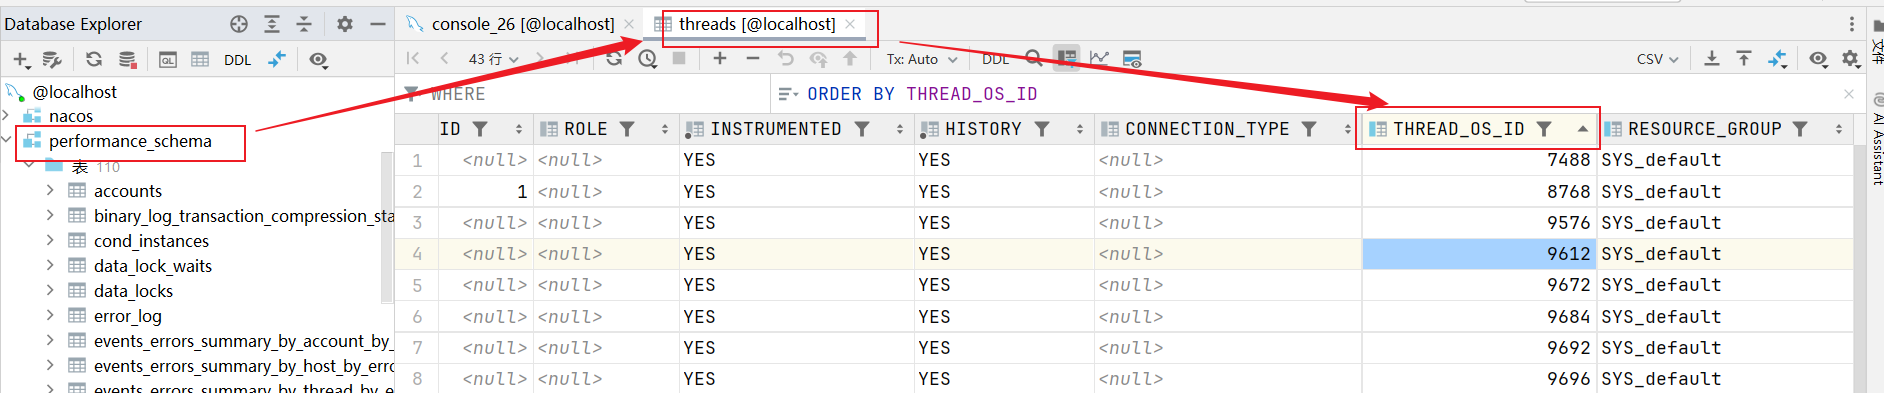 Database Explorer
console_26 [@localhost]
threads [@localhost]
QL
DDL
43 行
Tx: Auto
DDL
CSV
文件
AI Assistant
@localhost
nacos
performance_schema
表 110
accounts
binary_log_transaction_compression_sta
cond_instances
data_lock_waits
data_locks
error_log
events_errors_summary_by_account_by_
events_errors_summary_by_host_by_erro
events_errors_summary_by_thread_by_e
WHERE
ORDER BY THREAD_OS_ID
ID ROLE INSTRUMENTED HISTORY CONNECTION_TYPE THREAD_OS_ID RESOURCE_GROUP
1 <null> <null> YES YES <null> 7488 SYS_default
2 1 <null> YES YES <null> 8768 SYS_default
3 <null> <null> YES YES <null> 9576 SYS_default
4 <null> <null> YES YES <null> 9612 SYS_default
5 <null> <null> YES YES <null> 9672 SYS_default
6 <null> <null> YES YES <null> 9684 SYS_default
7 <null> <null> YES YES <null> 9692 SYS_default
8 <null> <null> YES YES <null> 9696 SYS_default